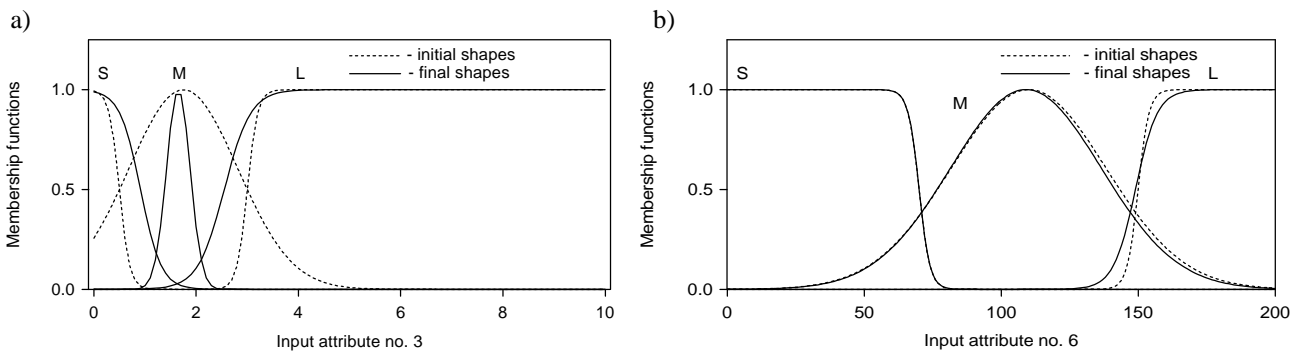 a)
- initial shapes
- final shapes
S
M
L
1.0
0.5
0.0
Membership functions
0
2
4
6
8
10
Input attribute no. 3
b)
- initial shapes
- final shapes
S
M
L
1.0
0.5
0.0
Membership functions
0
50
100
150
200
Input attribute no. 6